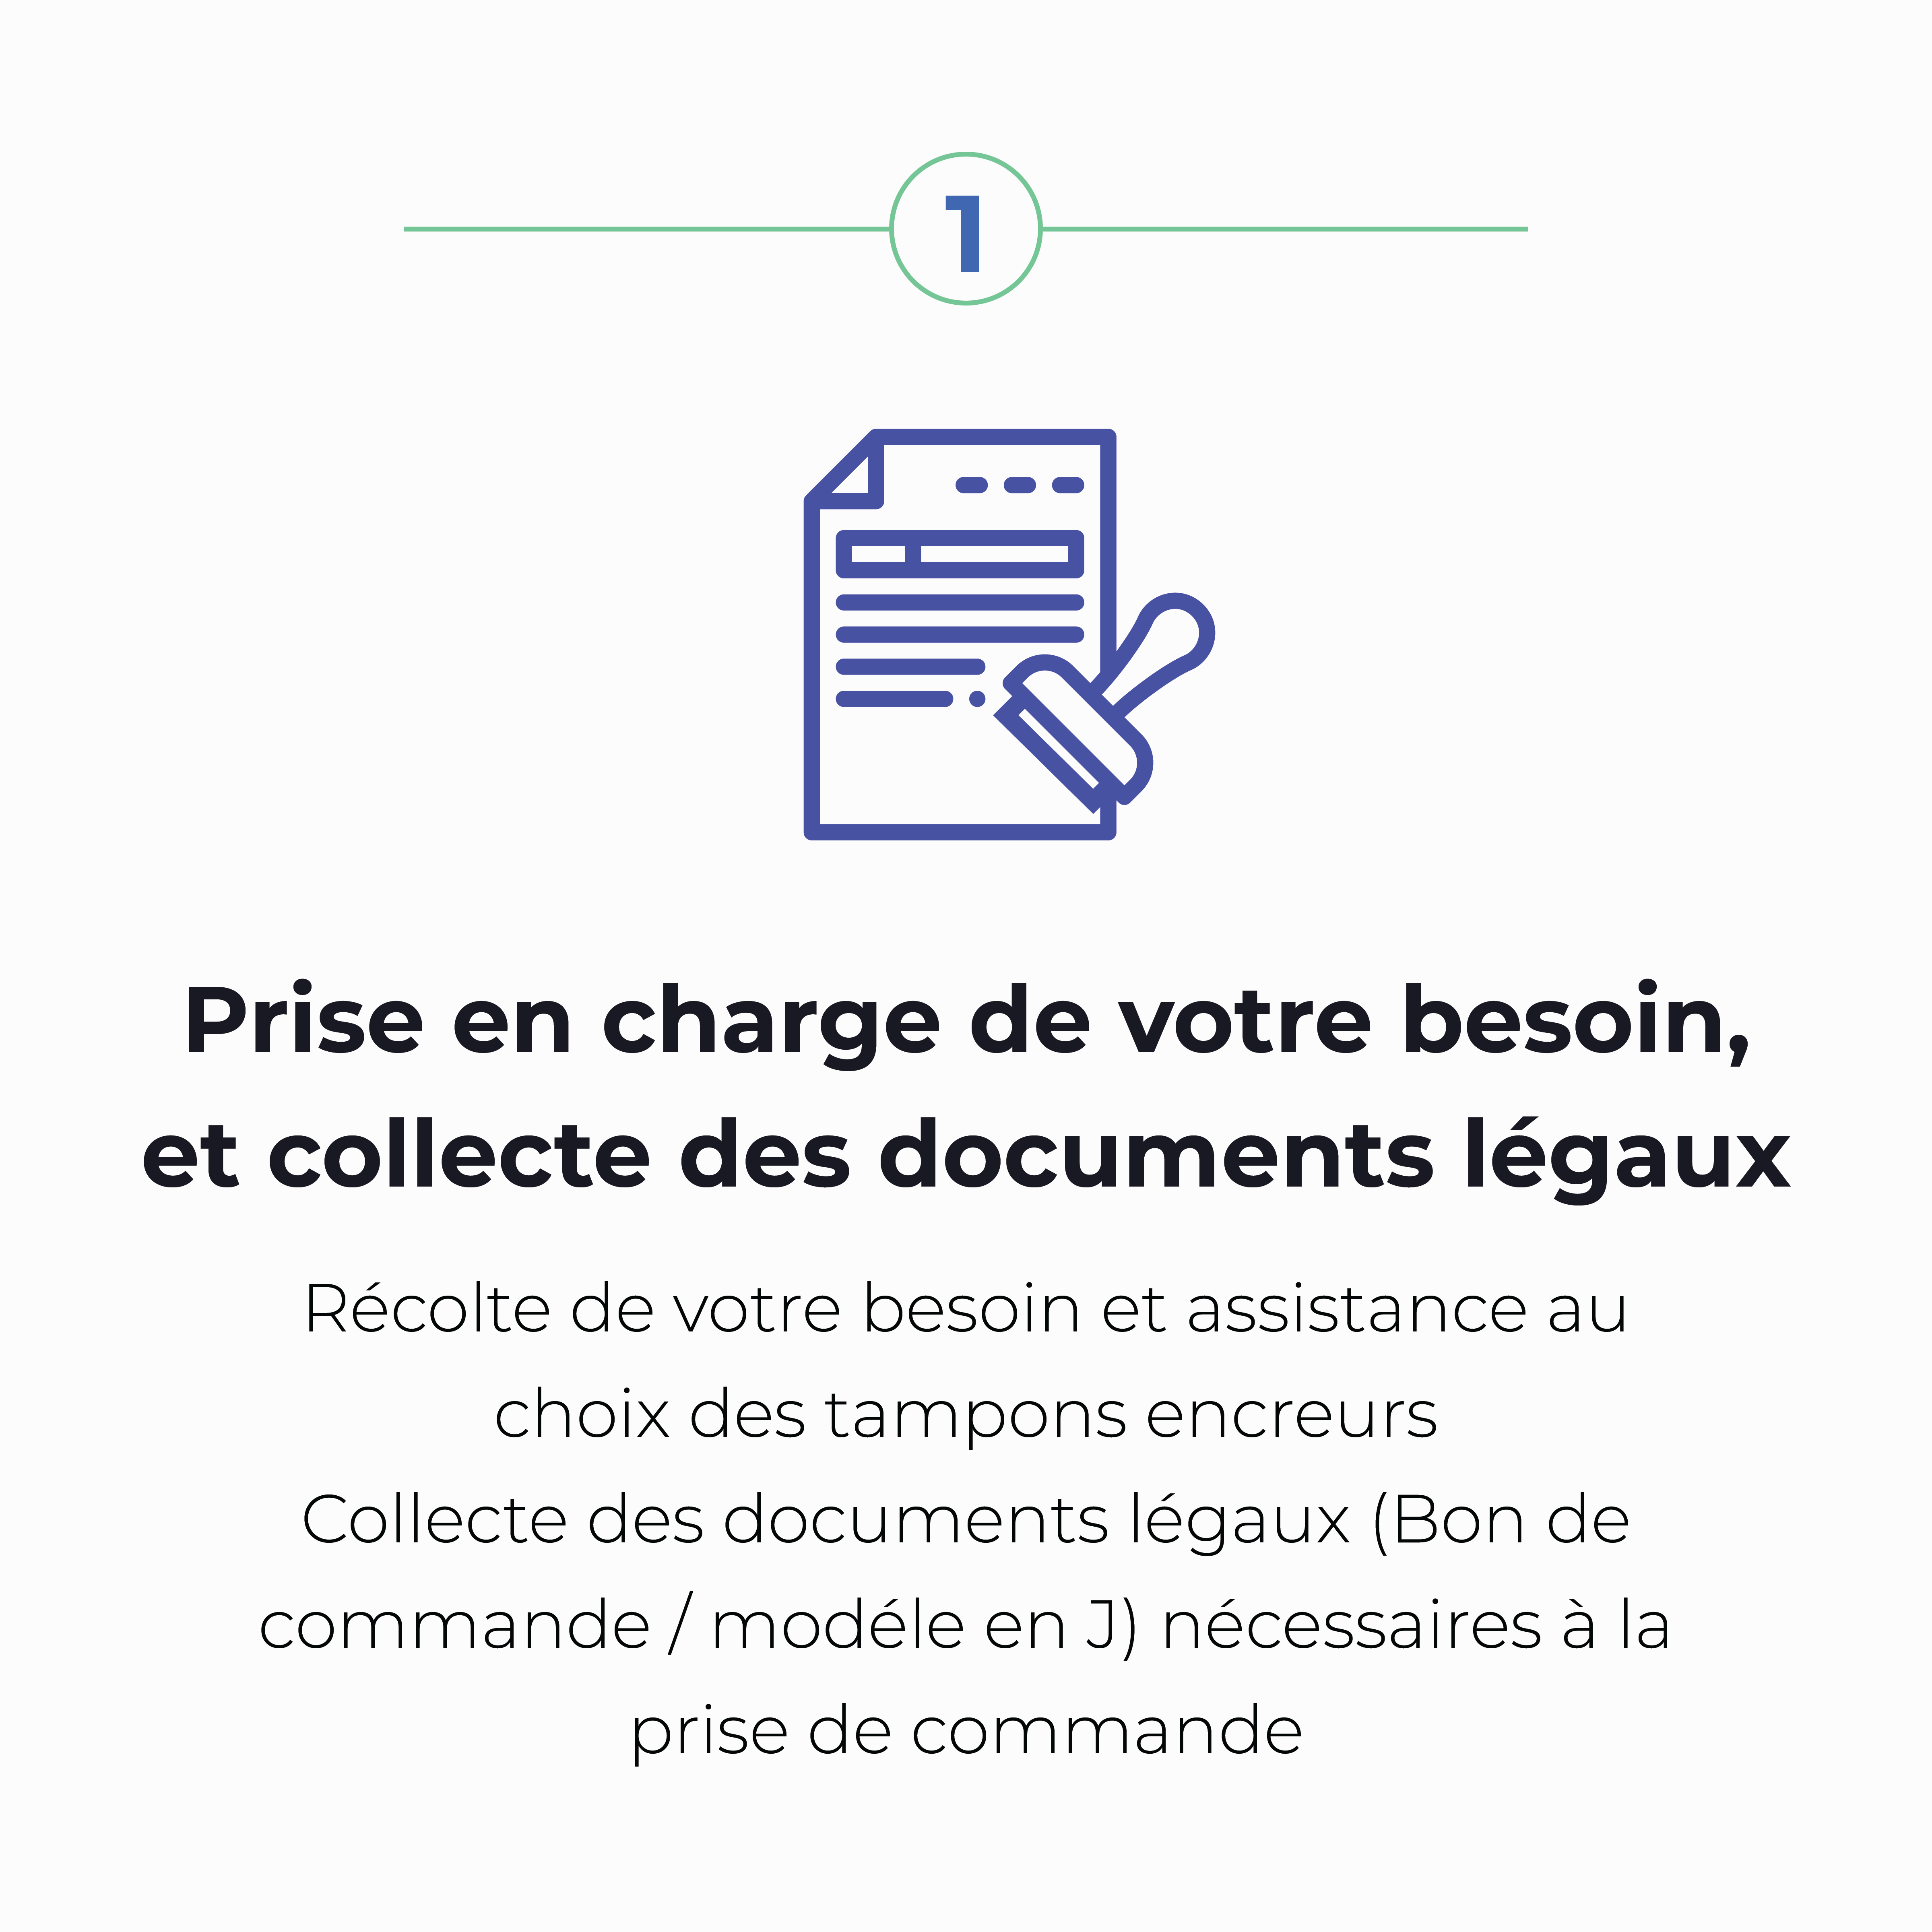 1
Prise en charge de votre besoin,
et collecte des documents légaux
Récolte de votre besoin et assistance au
choix des tampons encreurs
Collecte des documents légaux (Bon de
commande / modéle en J) nécessaires à la
prise de commande